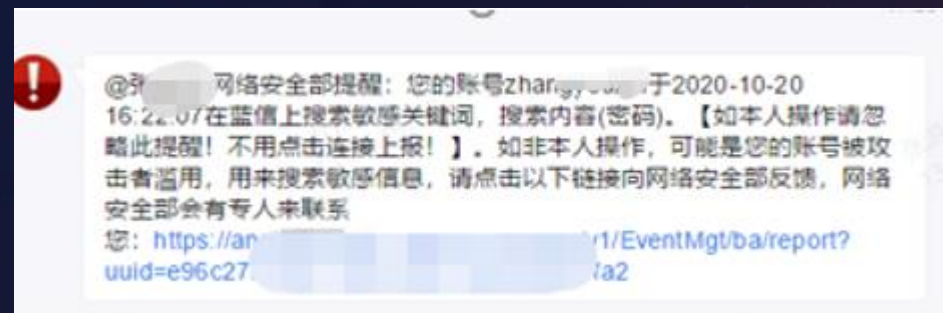 @张 网络安全部提醒：您的账号zhang 于2020-10-20
16:22:07在蓝信上搜索敏感关键词，搜索内容(密码)。【如本人操作请忽
略此提醒！不用点击连接上报！】。如非本人操作，可能是您的账号被攻
击者滥用，用来搜索敏感信息，请点击以下链接向网络安全部反馈，网络
安全部会有专人来联系
您：https://an /1/EventMgt/ba/report?
uuid=e96c27 a2